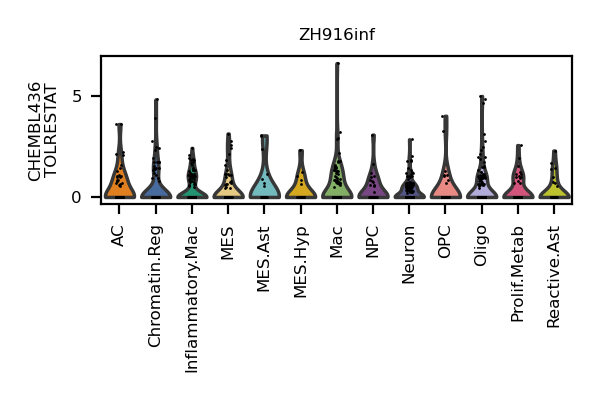 ZH916inf
CHEMBL436
TOLRESTAT
5
0
AC
Chromatin.Reg
Inflammatory.Mac
MES
MES.Ast
MES.Hyp
Mac
NPC
Neuron
OPC
Oligo
Prolif.Metab
Reactive.Ast